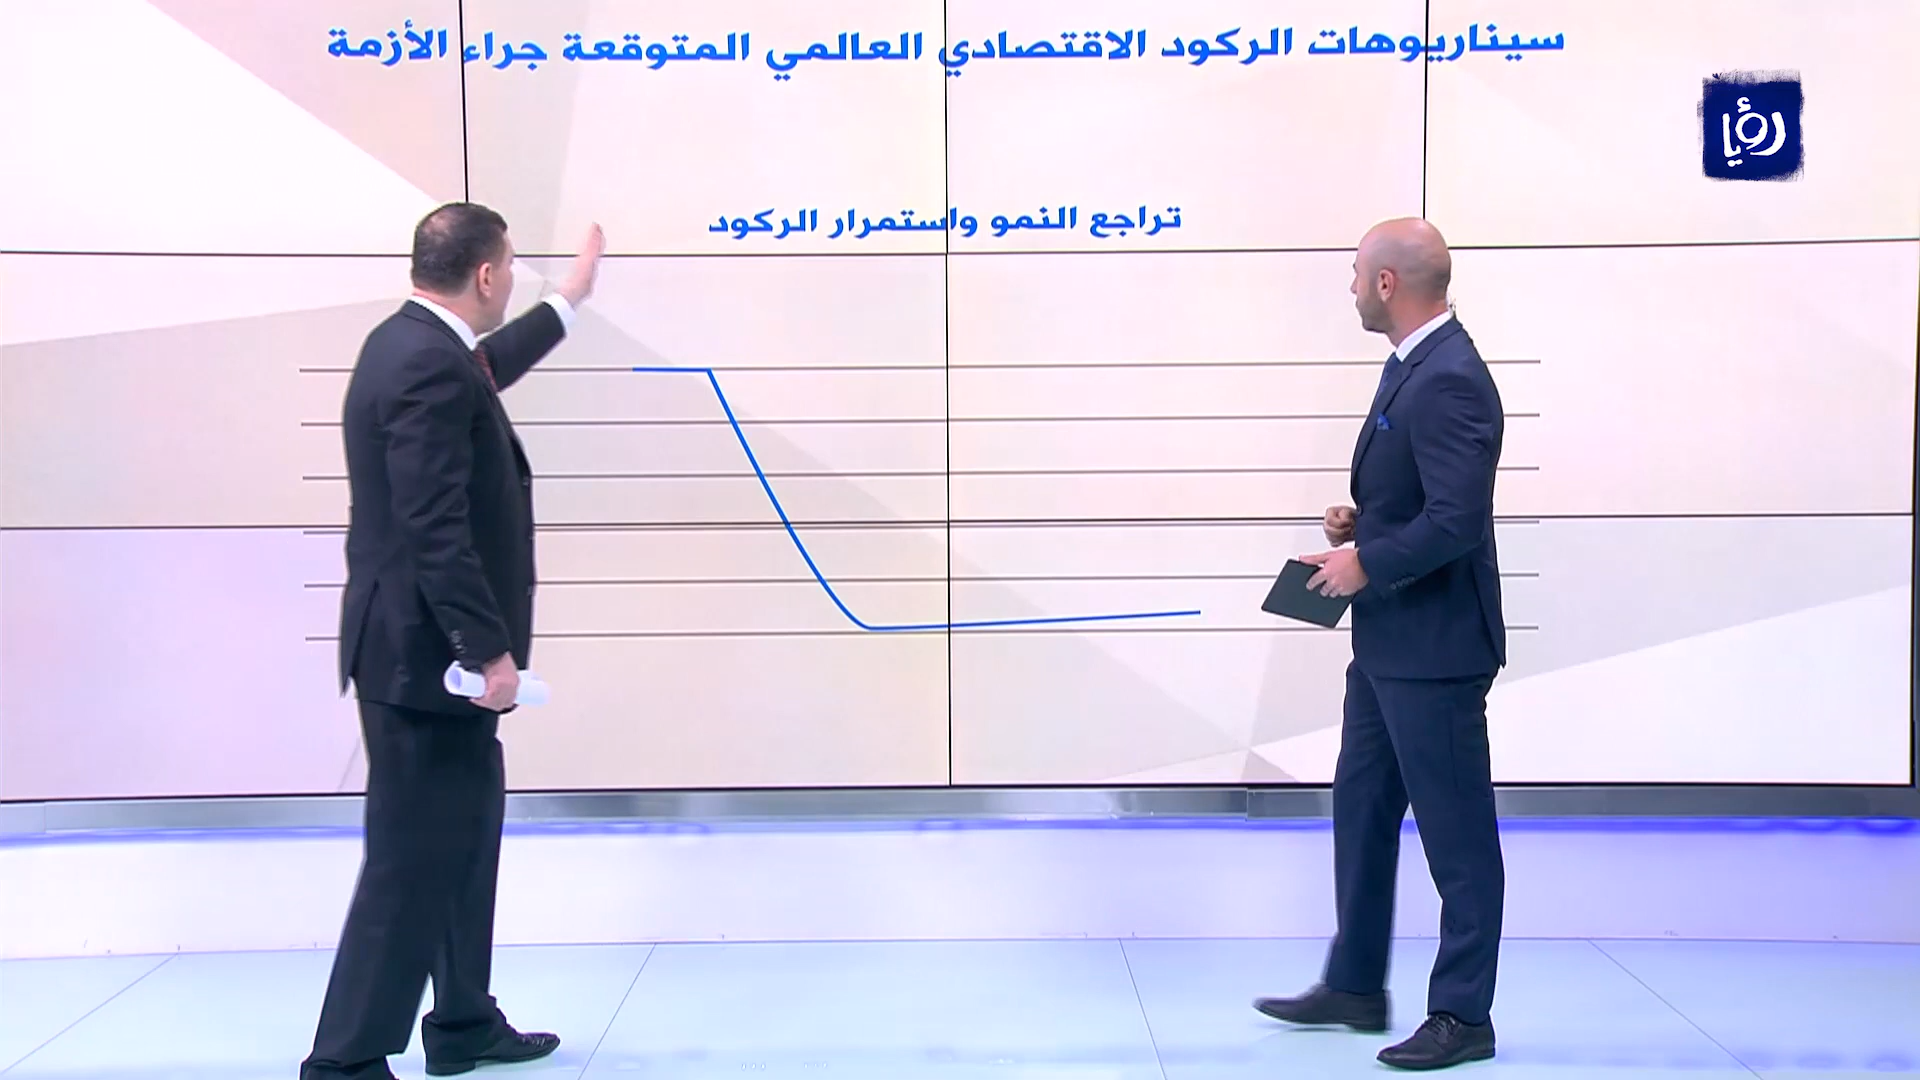 سيناريوهات الركود الاقتصادي العالمي المتوقعة جراء الأزمة
رؤيا
تراجع النمو واستمرار الركود